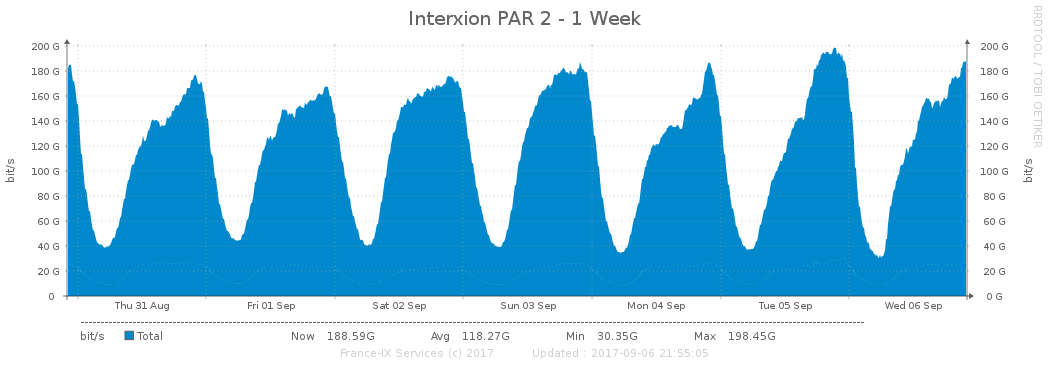 Interxion PAR 2 - 1 Week
RRDTOOL / TOBI OETIKER
200 G 200 G
180 G 180 G
160 G 160 G
140 G 140 G
120 G 120 G
100 G 100 G
80 G 80 G
60 G 60 G
40 G 40 G
20 G 20 G
0 0 G
bit/s
bit/s
Thu 31 Aug Fri 01 Sep Sat 02 Sep Sun 03 Sep Mon 04 Sep Tue 05 Sep Wed 06 Sep
bit/s Total Now 188.59G Avg 118.27G Min 30.35G Max 198.45G
France-IX Services (c) 2017 Updated : 2017-09-06 21:55:05